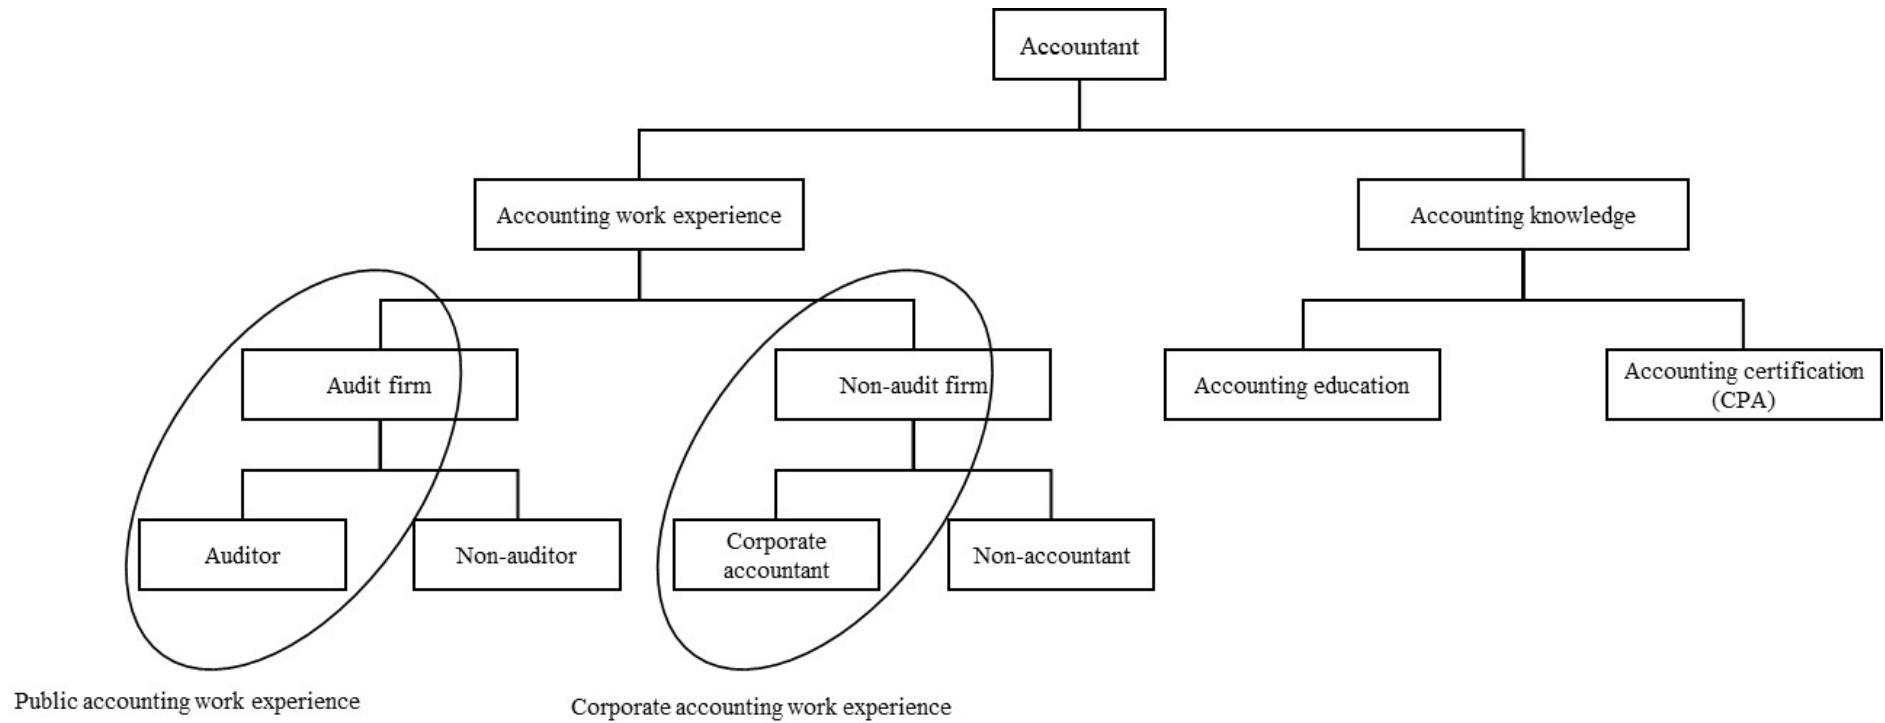 Accountant
Accounting work experience
Accounting knowledge
Audit firm
Non-audit firm
Accounting education
Accounting certification
(CPA)
Auditor
Non-auditor
Corporate
accountant
Non-accountant
Public accounting work experience
Corporate accounting work experience